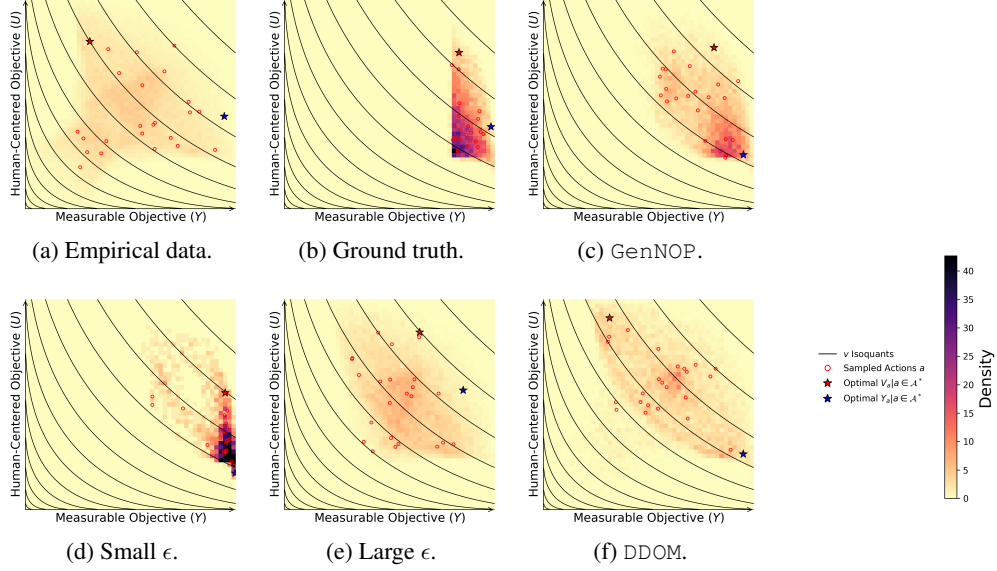 Human-Centered Objective (U)
Measurable Objective (Y)
(a) Empirical data.
Human-Centered Objective (U)
Measurable Objective (Y)
(b) Ground truth.
Human-Centered Objective (U)
Measurable Objective (Y)
(c) GenNOP.
Human-Centered Objective (U)
Measurable Objective (Y)
(d) Small ϵ.
Human-Centered Objective (U)
Measurable Objective (Y)
(e) Large ϵ.
Human-Centered Objective (U)
Measurable Objective (Y)
(f) DDOM.
v Isoquants
Sampled Actions a
Optimal Vₐ|a ∈ 𝒜*
Optimal Yₐ|a ∈ 𝒜*
40
35
30
25
20
15
10
5
0
Density